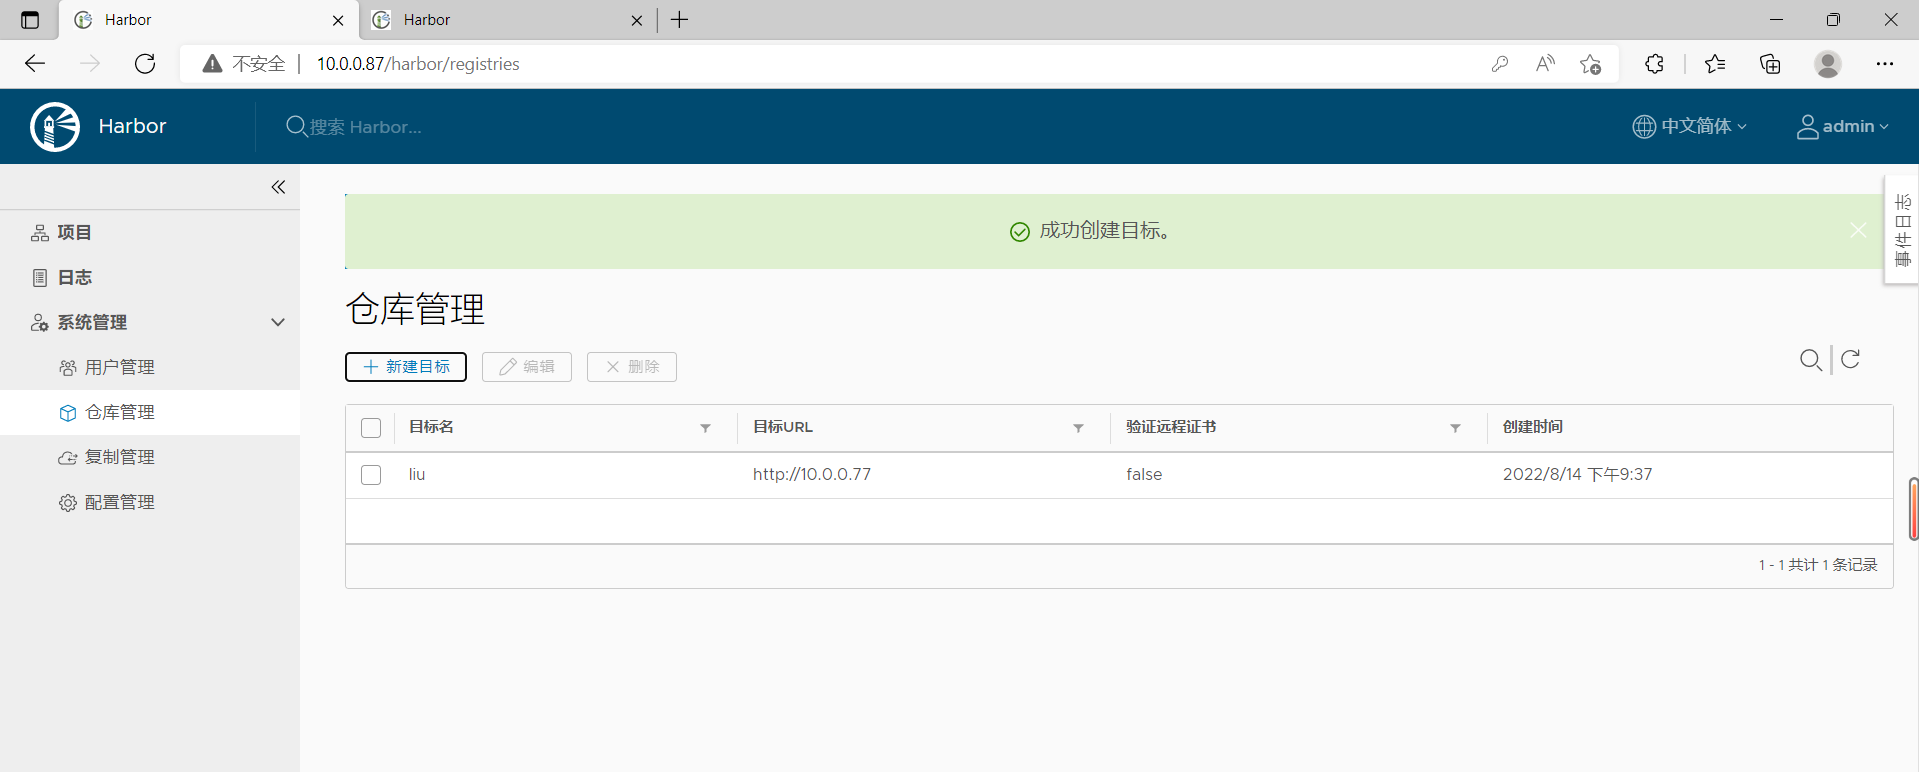 Harbor
Harbor
不安全 | 10.0.0.87/harbor/registries
Harbor
搜索 Harbor...
中文简体
admin
项目
日志
系统管理
用户管理
仓库管理
复制管理
配置管理
成功创建目标。
事件日志
仓库管理
新建目标
编辑
删除
目标名 目标URL 验证远程证书 创建时间
liu http://10.0.0.77 false 2022/8/14 下午9:37
1 - 1 共计 1 条记录